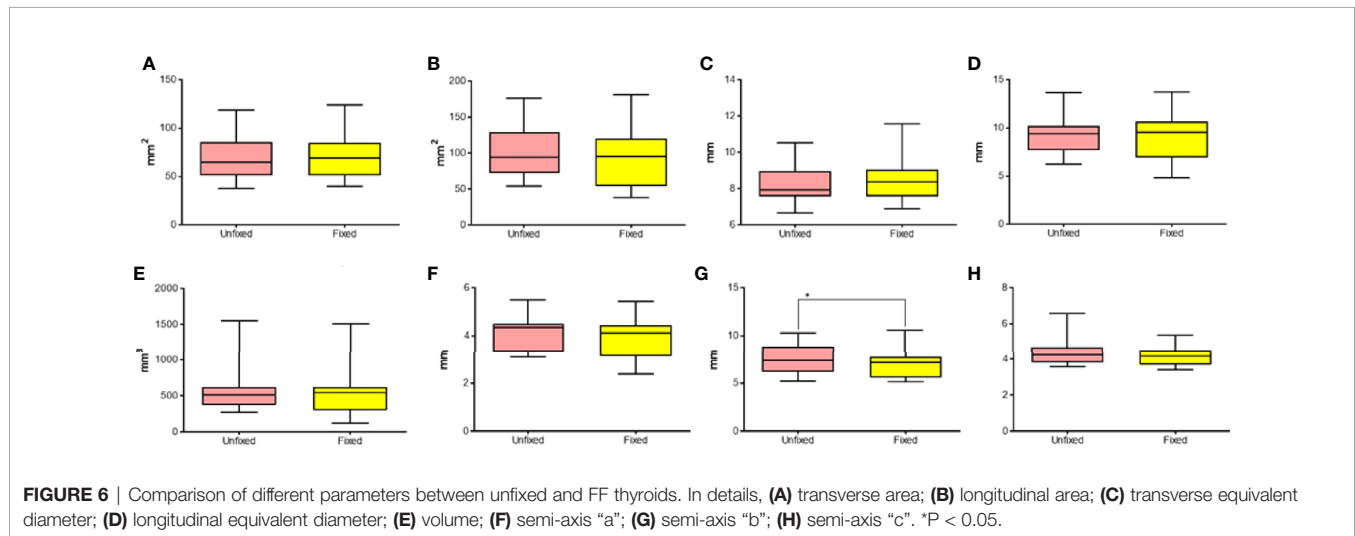 A
150
100
50
0
mm²
Unfixed
Fixed
B
200
150
100
50
0
mm²
Unfixed
Fixed
C
14
12
10
8
6
mm
Unfixed
Fixed
D
15
10
5
0
mm
Unfixed
Fixed
E
2000
1500
1000
500
0
mm³
Unfixed
Fixed
F
6
4
2
0
mm
Unfixed
Fixed
G
15
10
5
0
mm
*
Unfixed
Fixed
H
8
6
4
2
0
Unfixed
Fixed
FIGURE 6 | Comparison of different parameters between unfixed and FF thyroids. In details, (A) transverse area; (B) longitudinal area; (C) transverse equivalent
diameter; (D) longitudinal equivalent diameter; (E) volume; (F) semi-axis “a”; (G) semi-axis “b”; (H) semi-axis “c”. *P < 0.05.